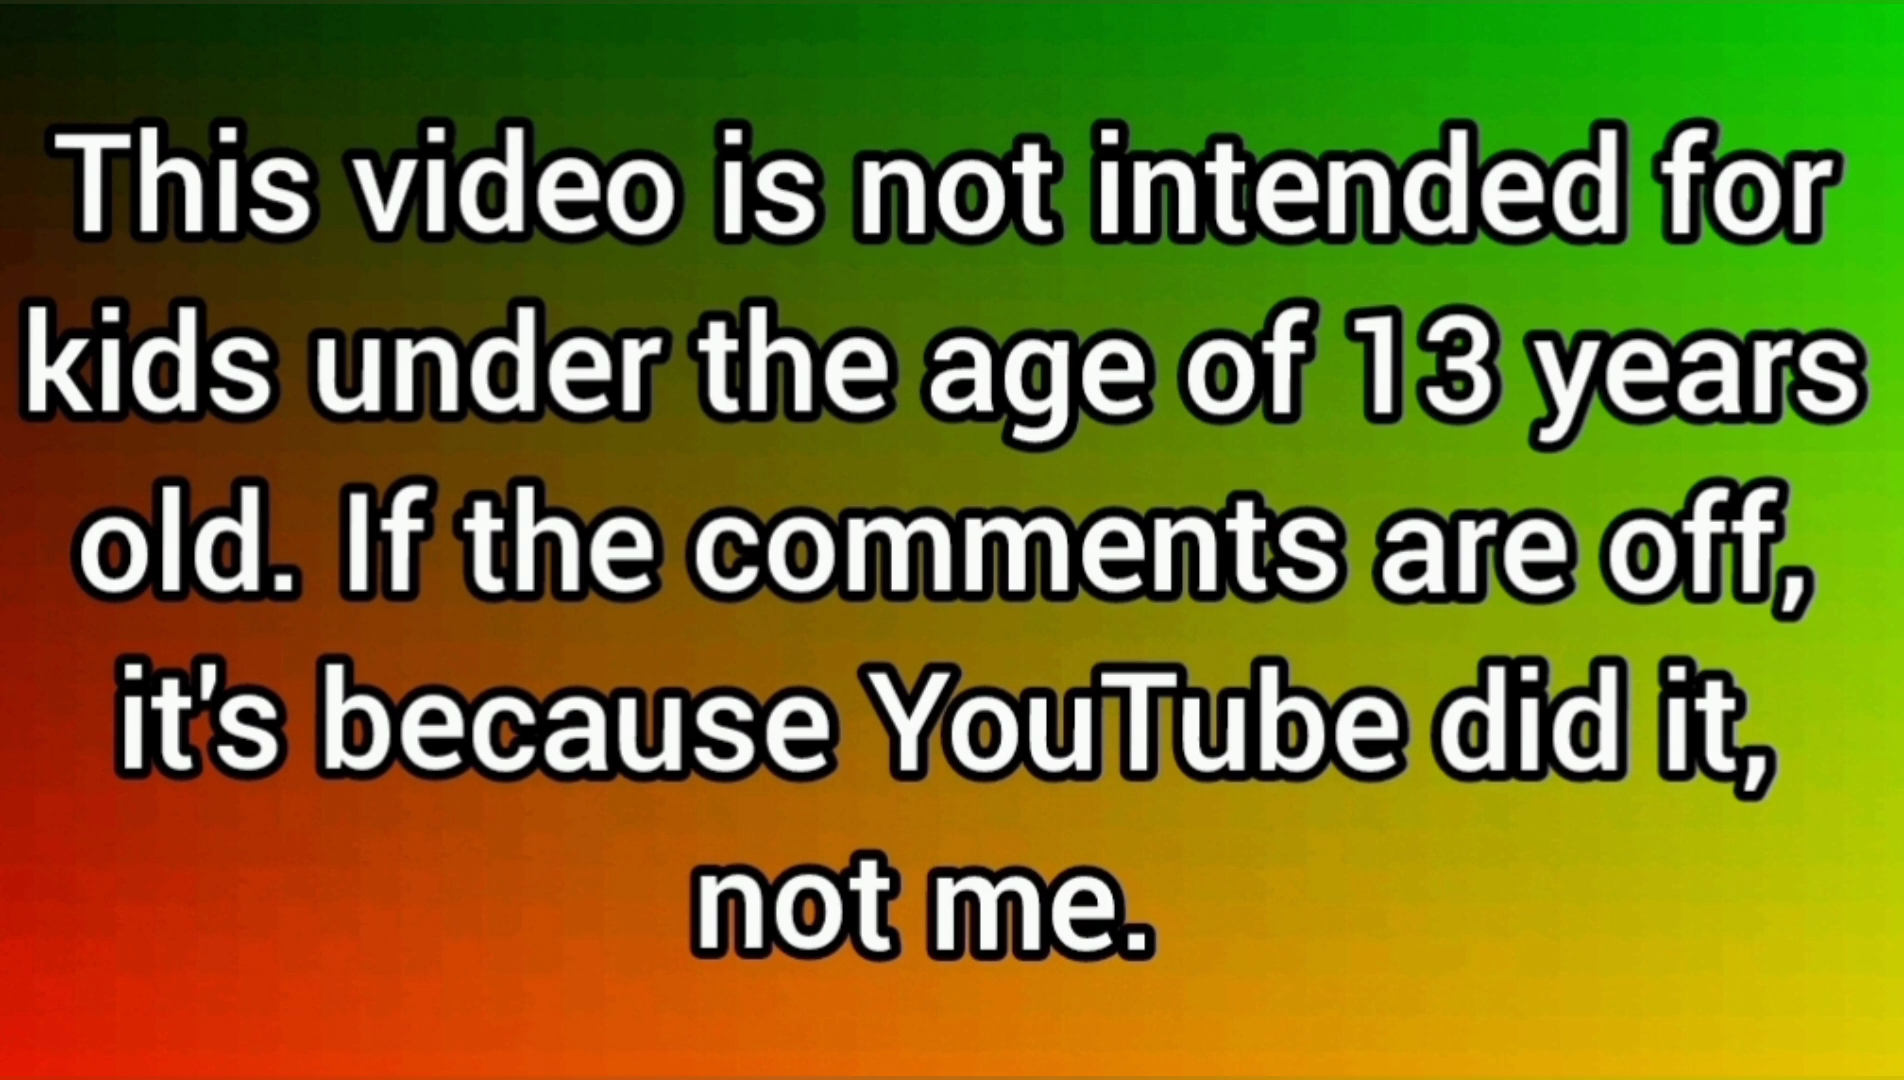 This video is not intended for
kids under the age of 13 years
old. If the comments are off,
it's because YouTube did it,
not me.